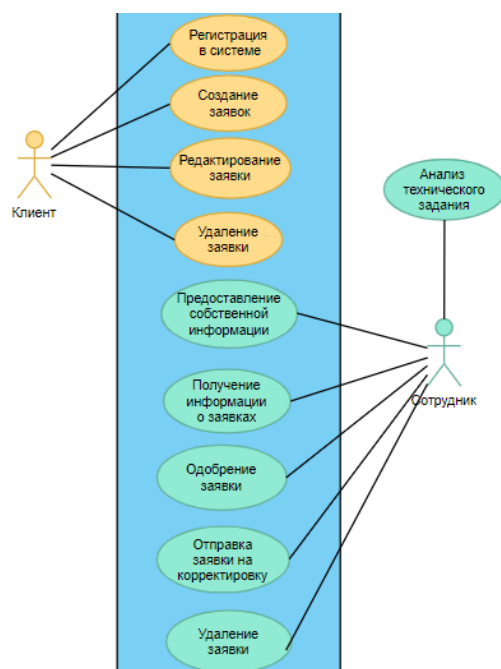 Регистрация
в системе
Создание
заявок
Редактирование
заявки
Удаление
заявки
Клиент
Анализ
технического
задания
Предоставление
собственной
информации
Получение
информации
о заявках
Сотрудник
Одобрение
заявки
Отправка
заявки на
корректировку
Удаление
заявки